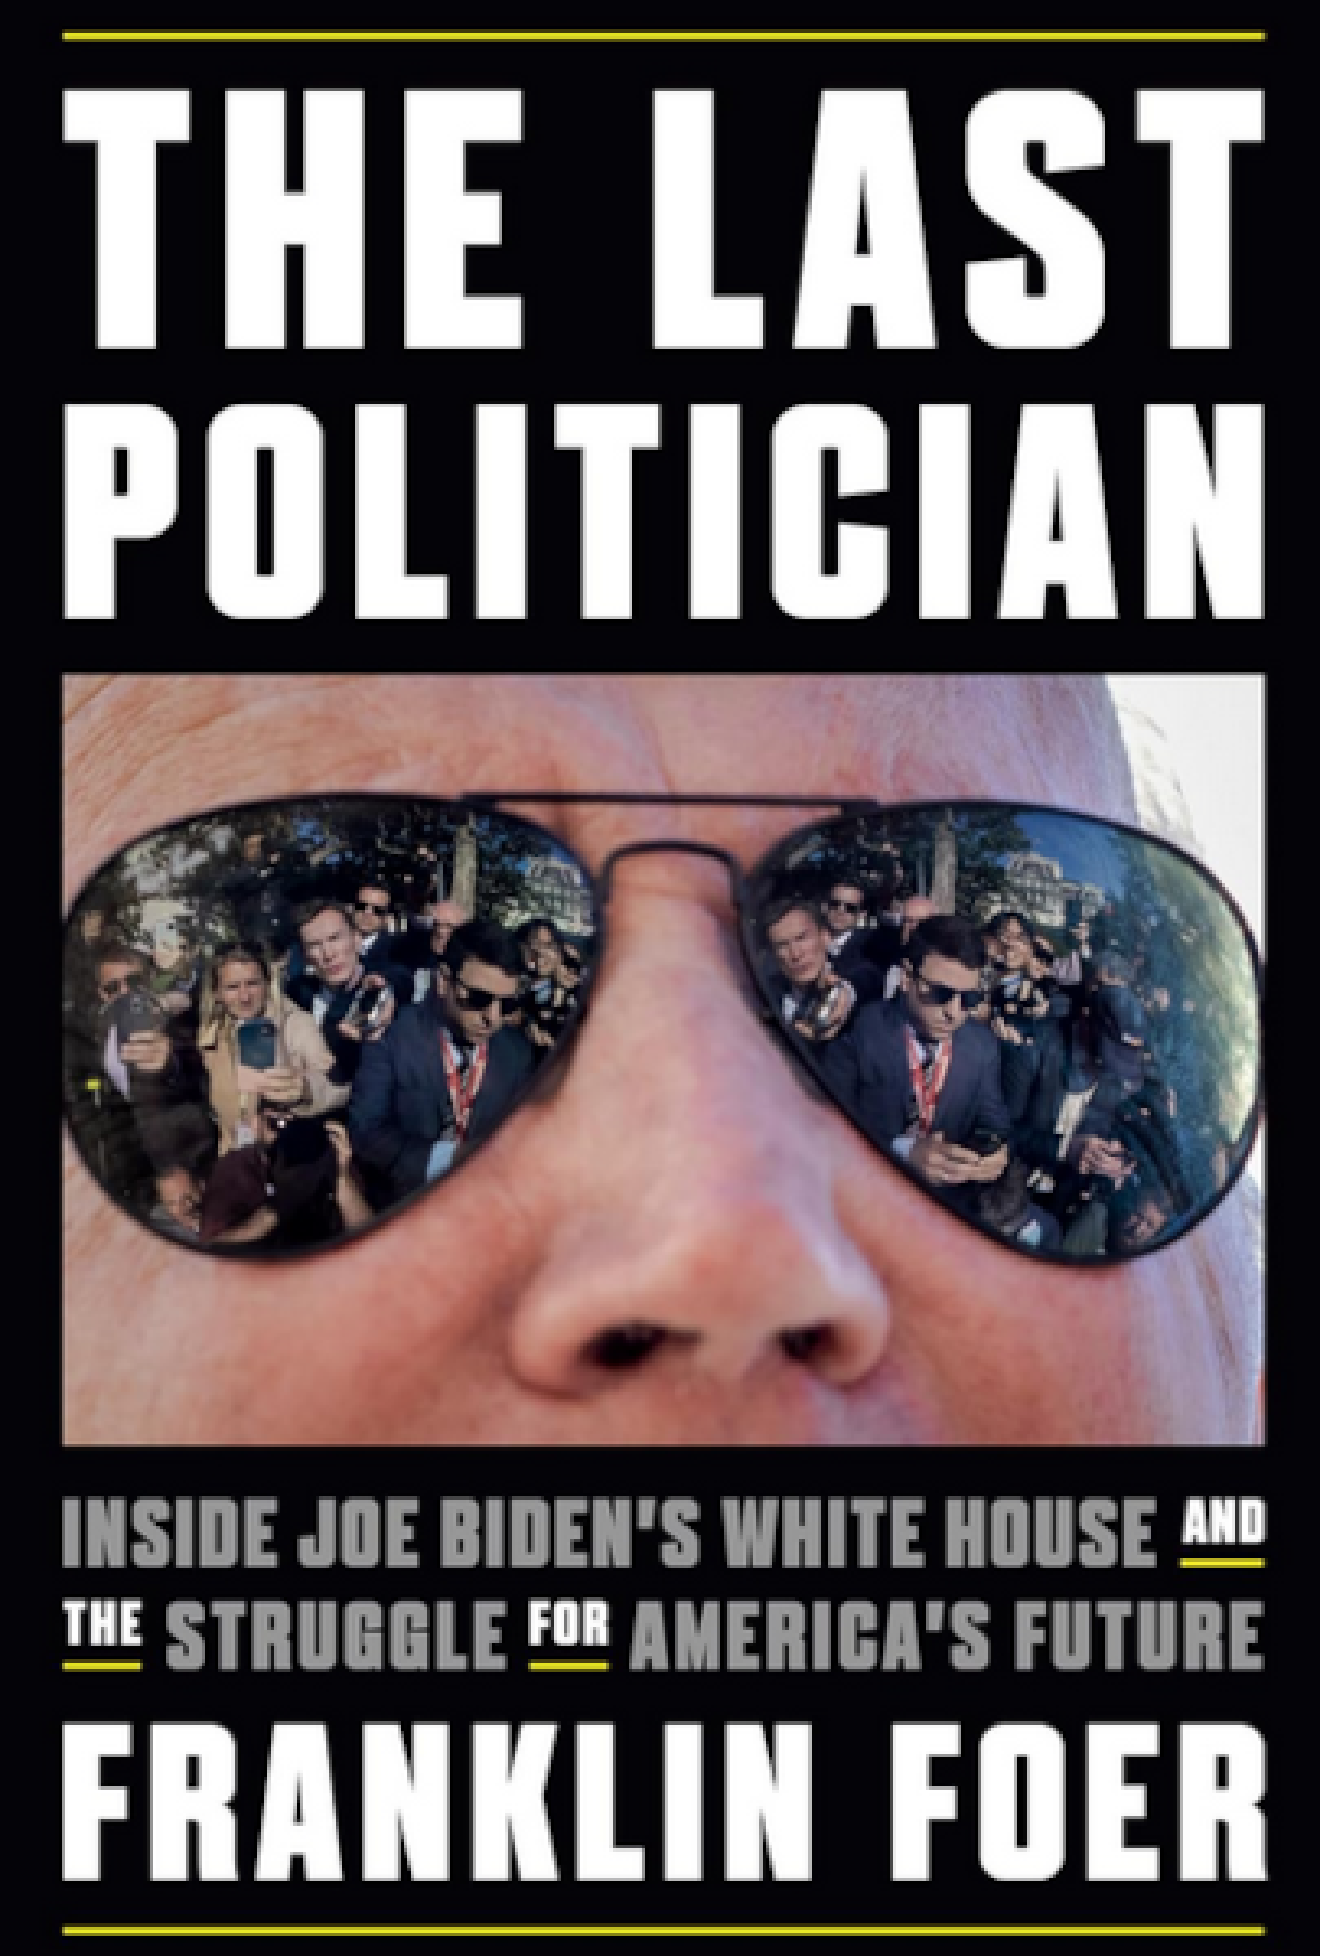 THE LAST
POLITICIAN
INSIDE JOE BIDEN'S WHITE HOUSE AND
THE STRUGGLE FOR AMERICA'S FUTURE
FRANKLIN FOER